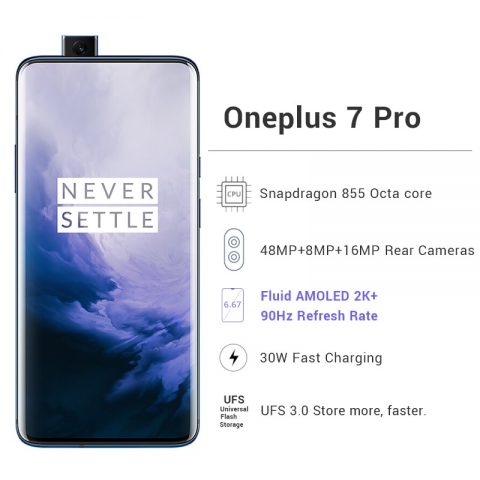 Oneplus 7 Pro
NEVER
SETTLE
CPU
Snapdragon 855 Octa core
48MP+8MP+16MP Rear Cameras
6.67
Fluid AMOLED 2K+
90Hz Refresh Rate
30W Fast Charging
UFS
Universal
Flash
Storage
UFS 3.0 Store more, faster.